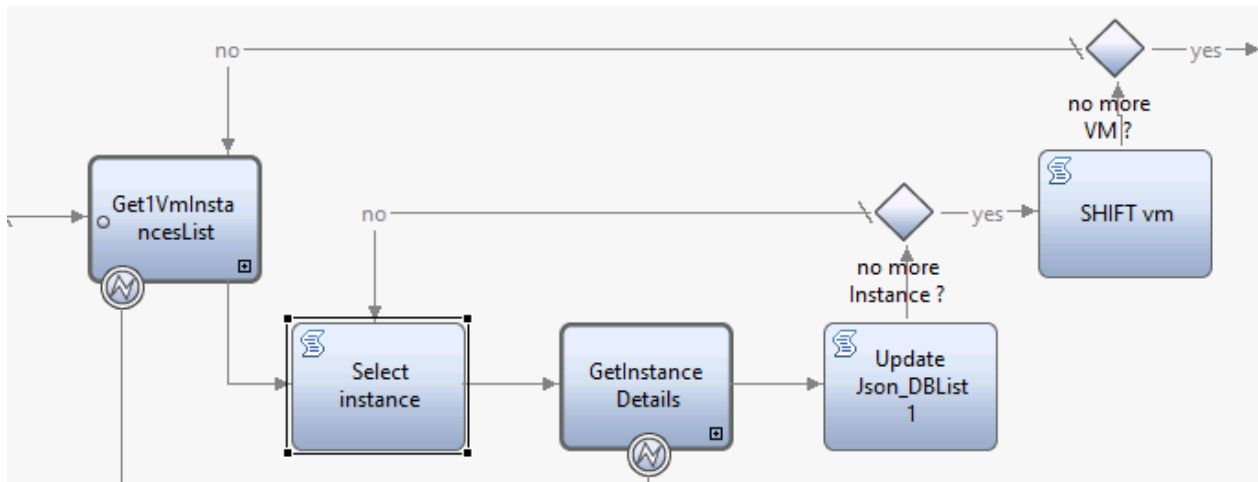 no
yes
no more
VM ?
Get1VmInsta
ncesList
SHIFT vm
no
yes
no more
Instance ?
Select
instance
GetInstance
Details
Update
Json_DBList
1